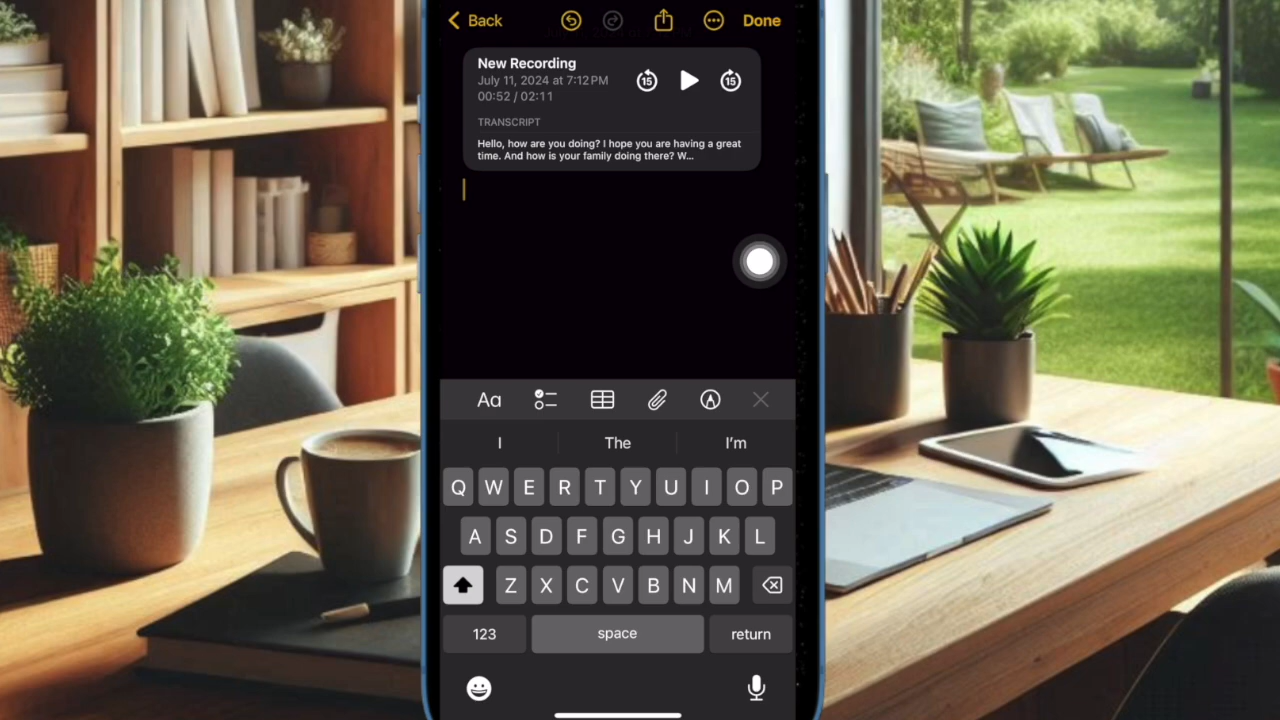 Back
Done
New Recording
July 11, 2024 at 7:12 PM
00:52 / 02:11
15
15
TRANSCRIPT
Hello, how are you doing? I hope you are having a great
time. And how is your family doing there? W...
Aa
I The I'm
Q W E R T Y U I O P
A S D F G H J K L
Z X C V B N M
123 space return